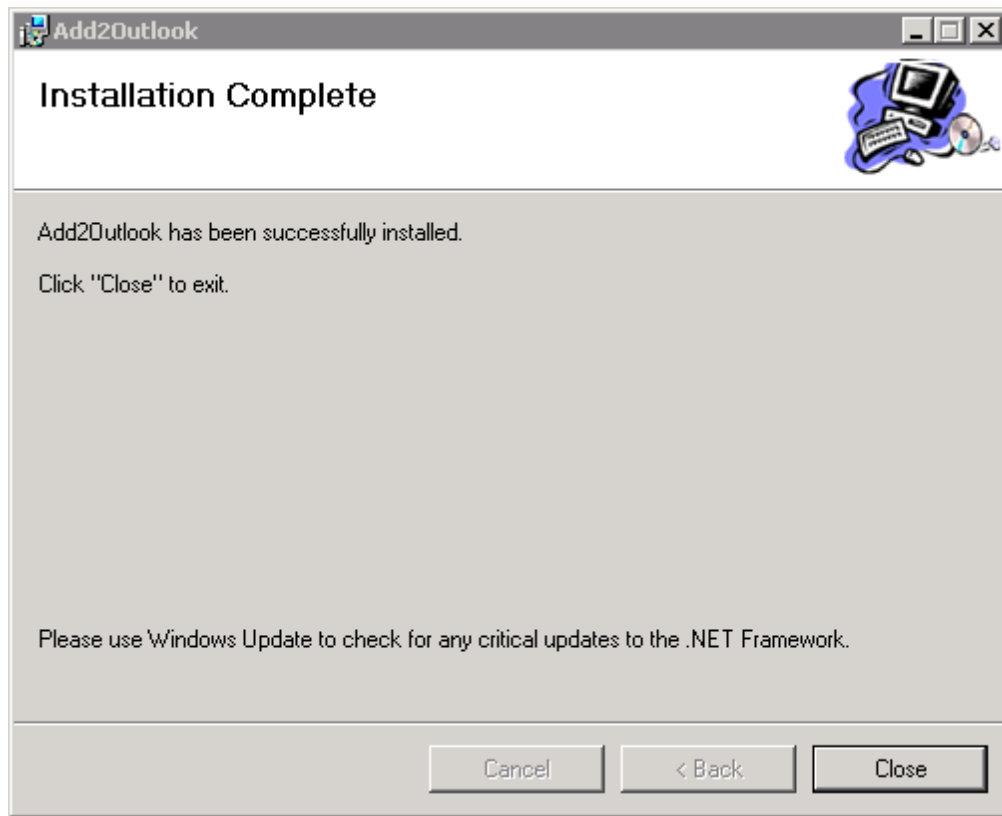 Add2Outlook
Installation Complete
Add2Outlook has been successfully installed.
Click "Close" to exit.
Please use Windows Update to check for any critical updates to the .NET Framework.
Cancel
< Back
Close